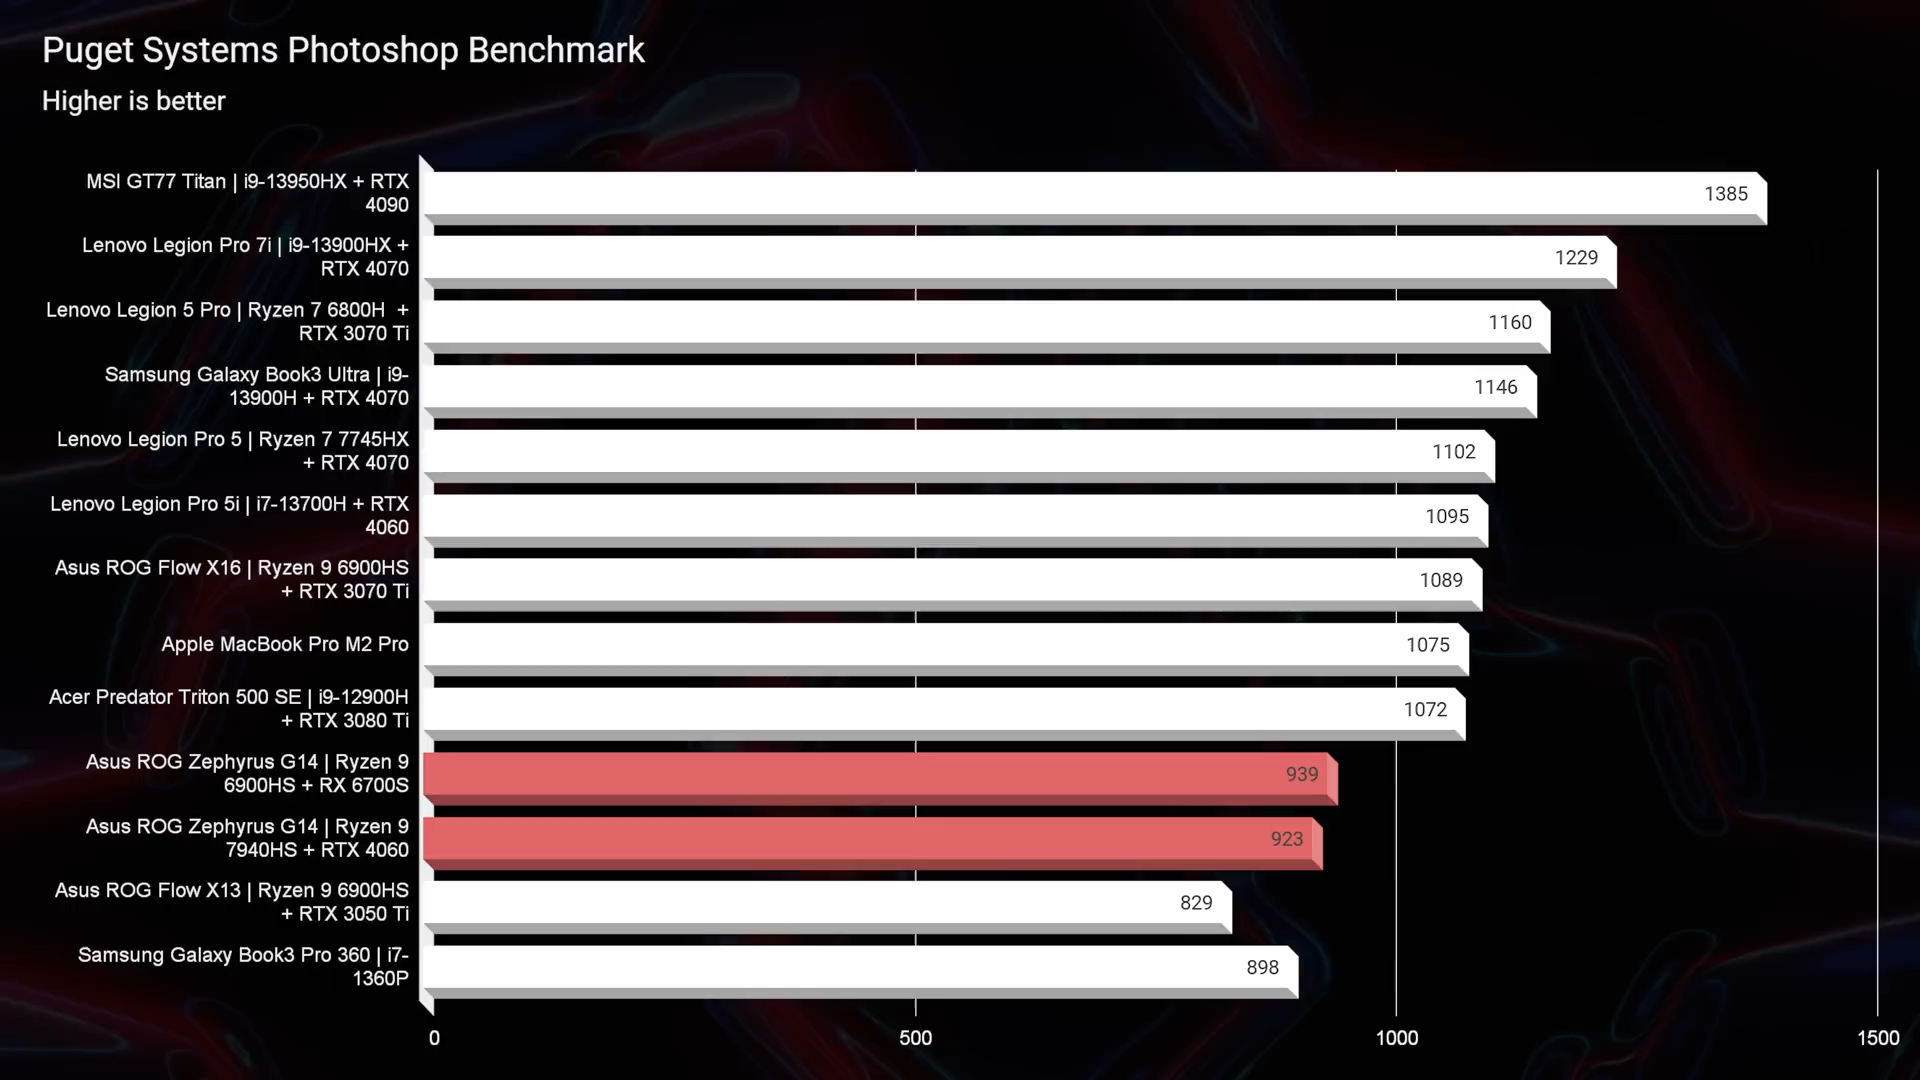 Puget Systems Photoshop Benchmark
Higher is better
MSI GT77 Titan | i9-13950HX + RTX
4090
1385
Lenovo Legion Pro 7i | i9-13900HX +
RTX 4070
1229
Lenovo Legion 5 Pro | Ryzen 7 6800H  +
RTX 3070 Ti
1160
Samsung Galaxy Book3 Ultra | i9-
13900H + RTX 4070
1146
Lenovo Legion Pro 5 | Ryzen 7 7745HX
+ RTX 4070
1102
Lenovo Legion Pro 5i | i7-13700H + RTX
4060
1095
Asus ROG Flow X16 | Ryzen 9 6900HS
+ RTX 3070 Ti
1089
Apple MacBook Pro M2 Pro
1075
Acer Predator Triton 500 SE | i9-12900H
+ RTX 3080 Ti
1072
Asus ROG Zephyrus G14 | Ryzen 9
6900HS + RX 6700S
939
Asus ROG Zephyrus G14 | Ryzen 9
7940HS + RTX 4060
923
Asus ROG Flow X13 | Ryzen 9 6900HS
+ RTX 3050 Ti
829
Samsung Galaxy Book3 Pro 360 | i7-
1360P
898
0 500 1000 1500